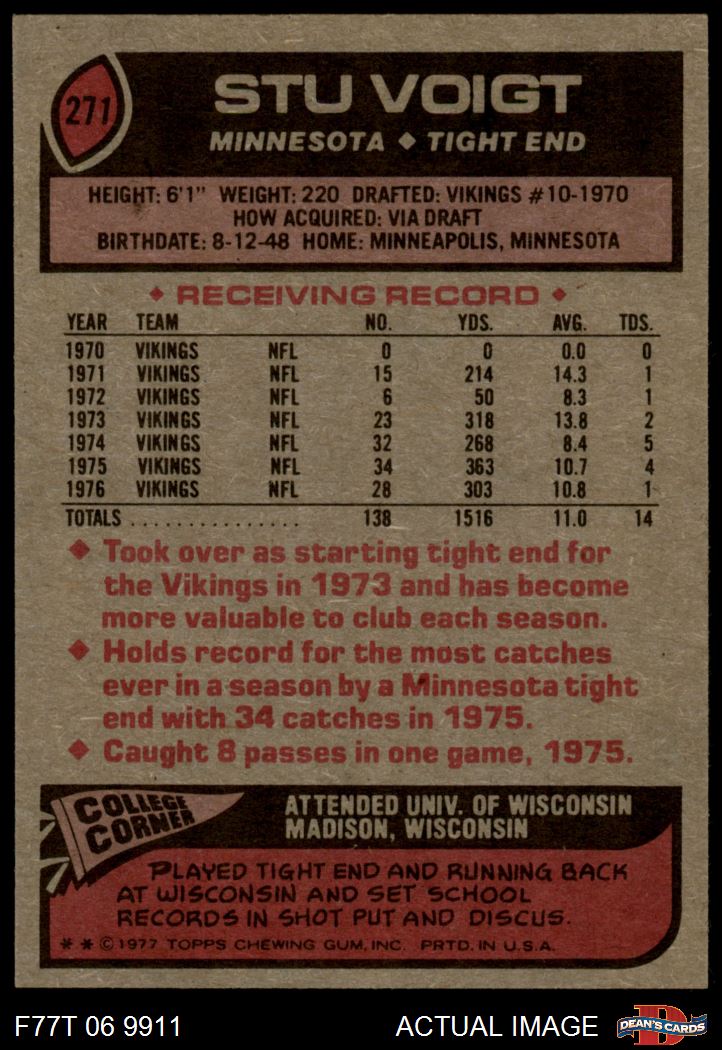 271
STU VOIGT
MINNESOTA ◆ TIGHT END
HEIGHT: 6'1" WEIGHT: 220 DRAFTED: VIKINGS #10-1970
HOW ACQUIRED: VIA DRAFT
BIRTHDATE: 8-12-48 HOME: MINNEAPOLIS, MINNESOTA
◆ RECEIVING RECORD ◆
YEAR TEAM NO. YDS. AVG. TDS.
1970 VIKINGS NFL 0 0 0.0 0
1971 VIKINGS NFL 15 214 14.3 1
1972 VIKINGS NFL 6 50 8.3 1
1973 VIKINGS NFL 23 318 13.8 2
1974 VIKINGS NFL 32 268 8.4 5
1975 VIKINGS NFL 34 363 10.7 4
1976 VIKINGS NFL 28 303 10.8 1
TOTALS ................ 138 1516 11.0 14
◆ Took over as starting tight end for
the Vikings in 1973 and has become
more valuable to club each season.
◆ Holds record for the most catches
ever in a season by a Minnesota tight
end with 34 catches in 1975.
◆ Caught 8 passes in one game, 1975.
COLLEGE
CORNER
ATTENDED UNIV. OF WISCONSIN
MADISON, WISCONSIN
PLAYED TIGHT END AND RUNNING BACK
AT WISCONSIN AND SET SCHOOL
RECORDS IN SHOT PUT AND DISCUS.
* * © 1977 TOPPS CHEWING GUM, INC. PRTD. IN U.S.A.
F77T 06 9911 ACTUAL IMAGE
D
DEAN'S CARDS